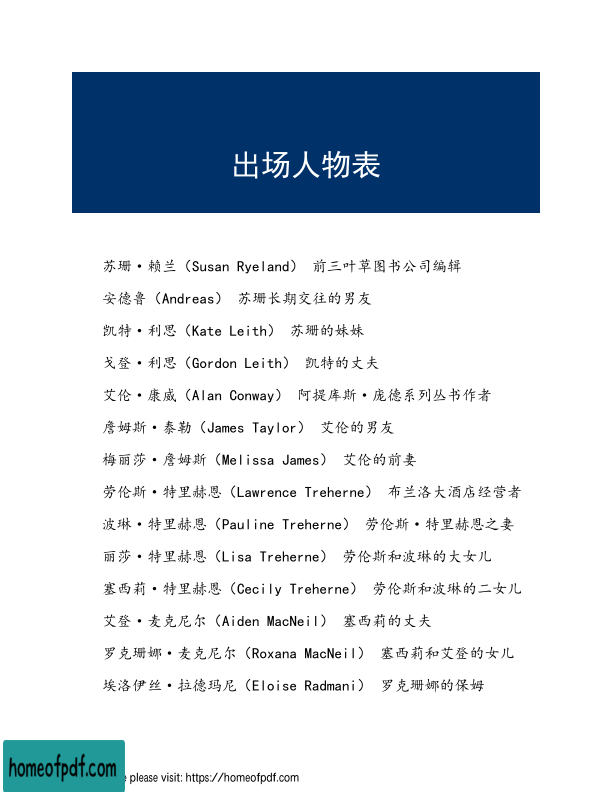 出场人物表
苏珊·赖兰（Susan Ryeland） 前三叶草图书公司编辑
安德鲁（Andreas） 苏珊长期交往的男友
凯特·利思（Kate Leith） 苏珊的妹妹
戈登·利思（Gordon Leith） 凯特的丈夫
艾伦·康威（Alan Conway） 阿提库斯·庞德系列丛书作者
詹姆斯·泰勒（James Taylor） 艾伦的男友
梅丽莎·詹姆斯（Melissa James） 艾伦的前妻
劳伦斯·特里赫恩（Lawrence Treherne） 布兰洛大酒店经营者
波琳·特里赫恩（Pauline Treherne） 劳伦斯·特里赫恩之妻
丽莎·特里赫恩（Lisa Treherne） 劳伦斯和波琳的大女儿
塞西莉·特里赫恩（Cecily Treherne） 劳伦斯和波琳的二女儿
艾登·麦克尼尔（Aiden MacNeil） 塞西莉的丈夫
罗克珊娜·麦克尼尔（Roxana MacNeil） 塞西莉和艾登的女儿
埃洛伊丝·拉德玛尼（Eloise Radmani） 罗克珊娜的保姆
homeofpdf.com
please visit: https://homeofpdf.com